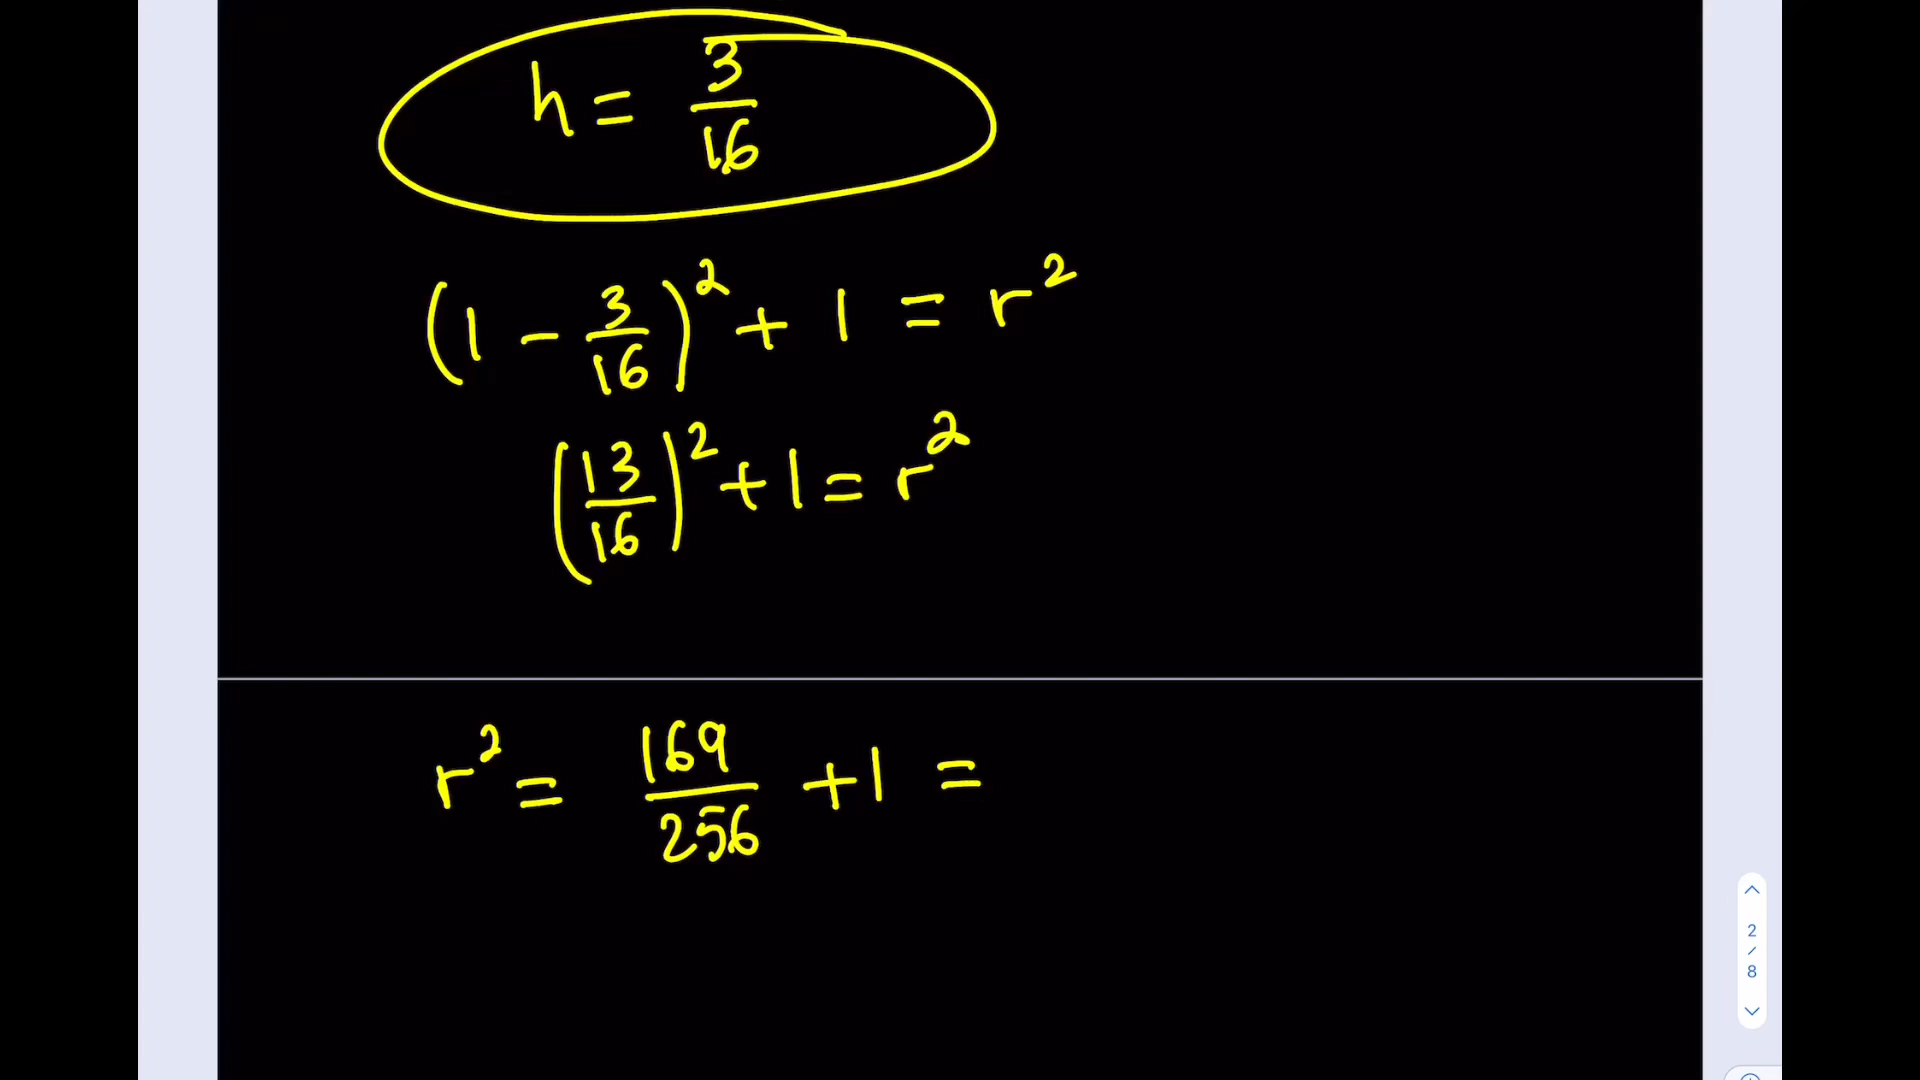 h = 3/16
(1 - 3/16)² + 1 = r²
(13/16)² + 1 = r²
r² = 169/256 + 1 =
2
/
8